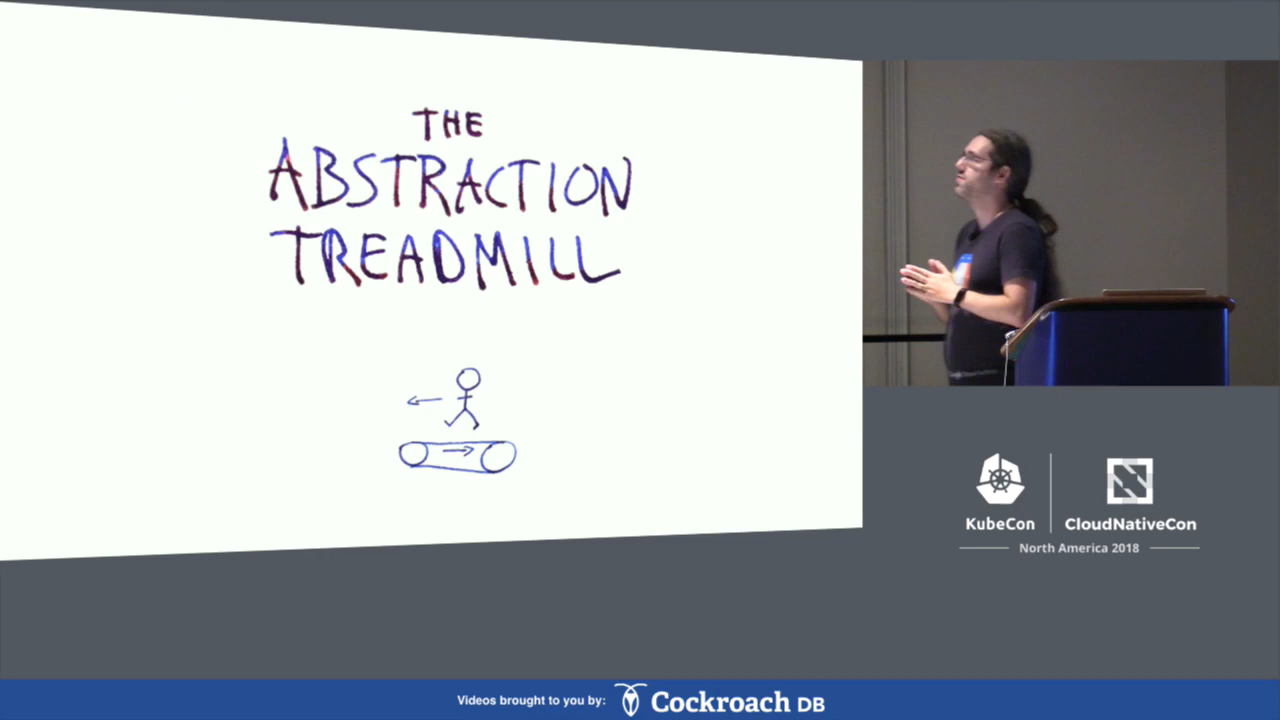 THE
ABSTRACTION
TREADMILL
KubeCon
CloudNativeCon
North America 2018
Videos brought to you by:
Cockroach DB